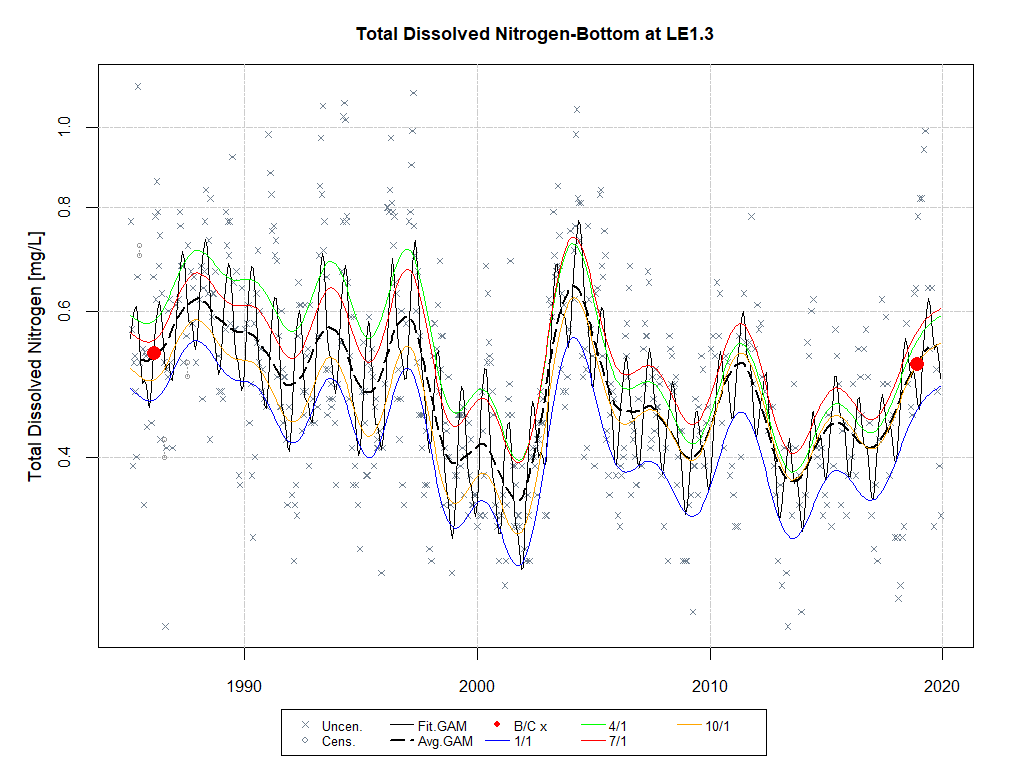 Total Dissolved Nitrogen-Bottom at LE1.3
Total Dissolved Nitrogen [mg/L]
1.0
0.8
0.6
0.4
1990 2000 2010 2020
Uncen. Fit.GAM B/C x 4/1 10/1
Cens. Avg.GAM 1/1 7/1